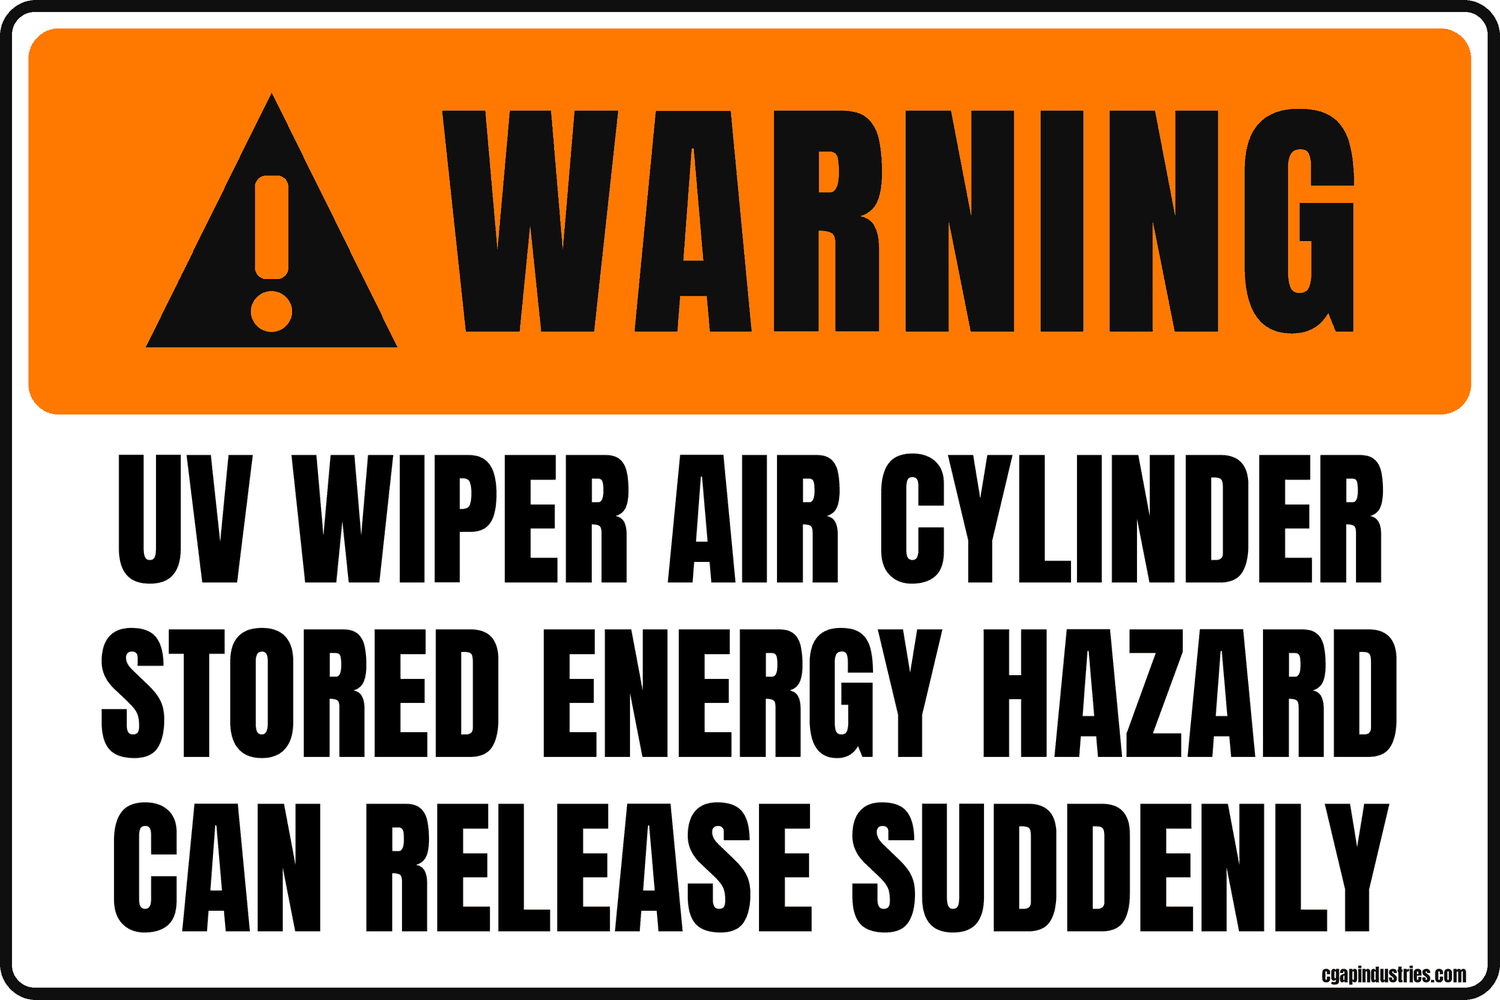 WARNING
UV WIPER AIR CYLINDER
STORED ENERGY HAZARD
CAN RELEASE SUDDENLY
cgapindustries.com